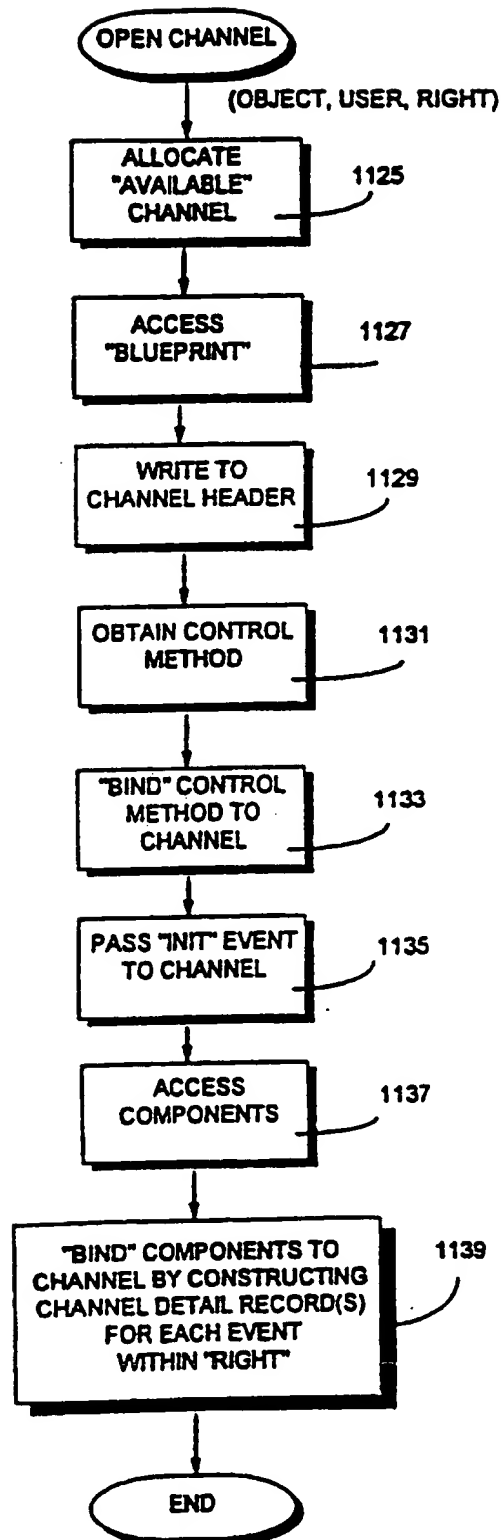 OPEN CHANNEL
(OBJECT, USER, RIGHT)
ALLOCATE
"AVAILABLE"
CHANNEL
1125
ACCESS
"BLUEPRINT"
1127
WRITE TO
CHANNEL HEADER
1129
OBTAIN CONTROL
METHOD
1131
"BIND" CONTROL
METHOD TO
CHANNEL
1133
PASS "INIT" EVENT
TO CHANNEL
1135
ACCESS
COMPONENTS
1137
"BIND" COMPONENTS TO
CHANNEL BY CONSTRUCTING
CHANNEL DETAIL RECORD(S)
FOR EACH EVENT
WITHIN "RIGHT"
1139
END